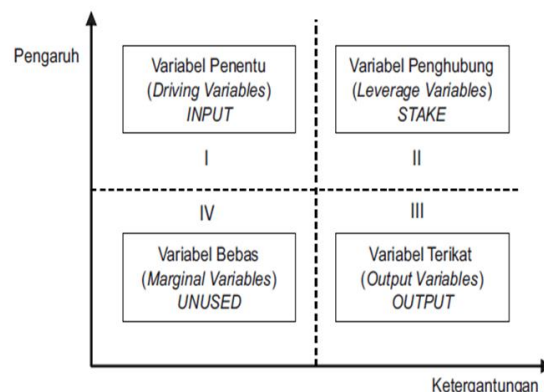 Pengaruh
Variabel Penentu
(Driving Variables)
INPUT
Variabel Penghubung
(Leverage Variables)
STAKE
I
II
IV
III
Variabel Bebas
(Marginal Variables)
UNUSED
Variabel Terikat
(Output Variables)
OUTPUT
Ketergantungan